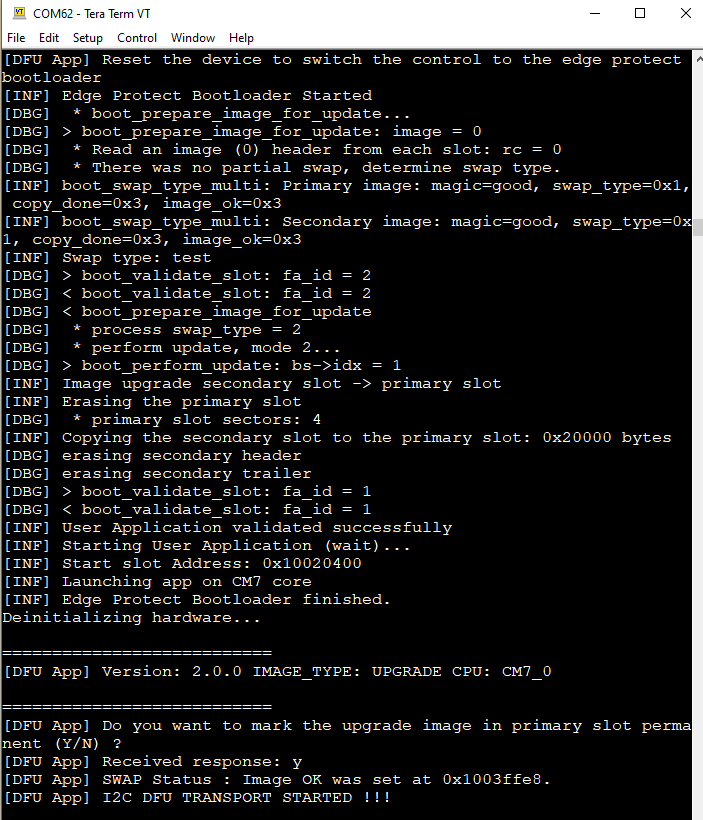 COM62 - Tera Term VT
File Edit Setup Control Window Help
[DFU App] Reset the device to switch the control to the edge protect
bootloader
[INF] Edge Protect Bootloader Started
[DBG]  * boot_prepare_image_for_update...
[DBG] > boot_prepare_image_for_update: image = 0
[DBG]  * Read an image (0) header from each slot: rc = 0
[DBG]  * There was no partial swap, determine swap type.
[INF] boot_swap_type_multi: Primary image: magic=good, swap_type=0x1,
 copy_done=0x3, image_ok=0x3
[INF] boot_swap_type_multi: Secondary image: magic=good, swap_type=0x
1, copy_done=0x3, image_ok=0x3
[INF] Swap type: test
[DBG] > boot_validate_slot: fa_id = 2
[DBG] < boot_validate_slot: fa_id = 2
[DBG] < boot_prepare_image_for_update
[DBG]  * process swap_type = 2
[DBG]  * perform update, mode 2...
[DBG] > boot_perform_update: bs->idx = 1
[INF] Image upgrade secondary slot -> primary slot
[INF] Erasing the primary slot
[DBG]  * primary slot sectors: 4
[INF] Copying the secondary slot to the primary slot: 0x20000 bytes
[DBG] erasing secondary header
[DBG] erasing secondary trailer
[DBG] > boot_validate_slot: fa_id = 1
[DBG] < boot_validate_slot: fa_id = 1
[INF] User Application validated successfully
[INF] Starting User Application (wait)...
[INF] Start slot Address: 0x10020400
[INF] Launching app on CM7 core
[INF] Edge Protect Bootloader finished.
Deinitializing hardware...
===========================
[DFU App] Version: 2.0.0 IMAGE_TYPE: UPGRADE CPU: CM7_0
===========================
[DFU App] Do you want to mark the upgrade image in primary slot perma
nent (Y/N) ?
[DFU App] Received response: y
[DFU App] SWAP Status : Image OK was set at 0x1003ffe8.
[DFU App] I2C DFU TRANSPORT STARTED !!!